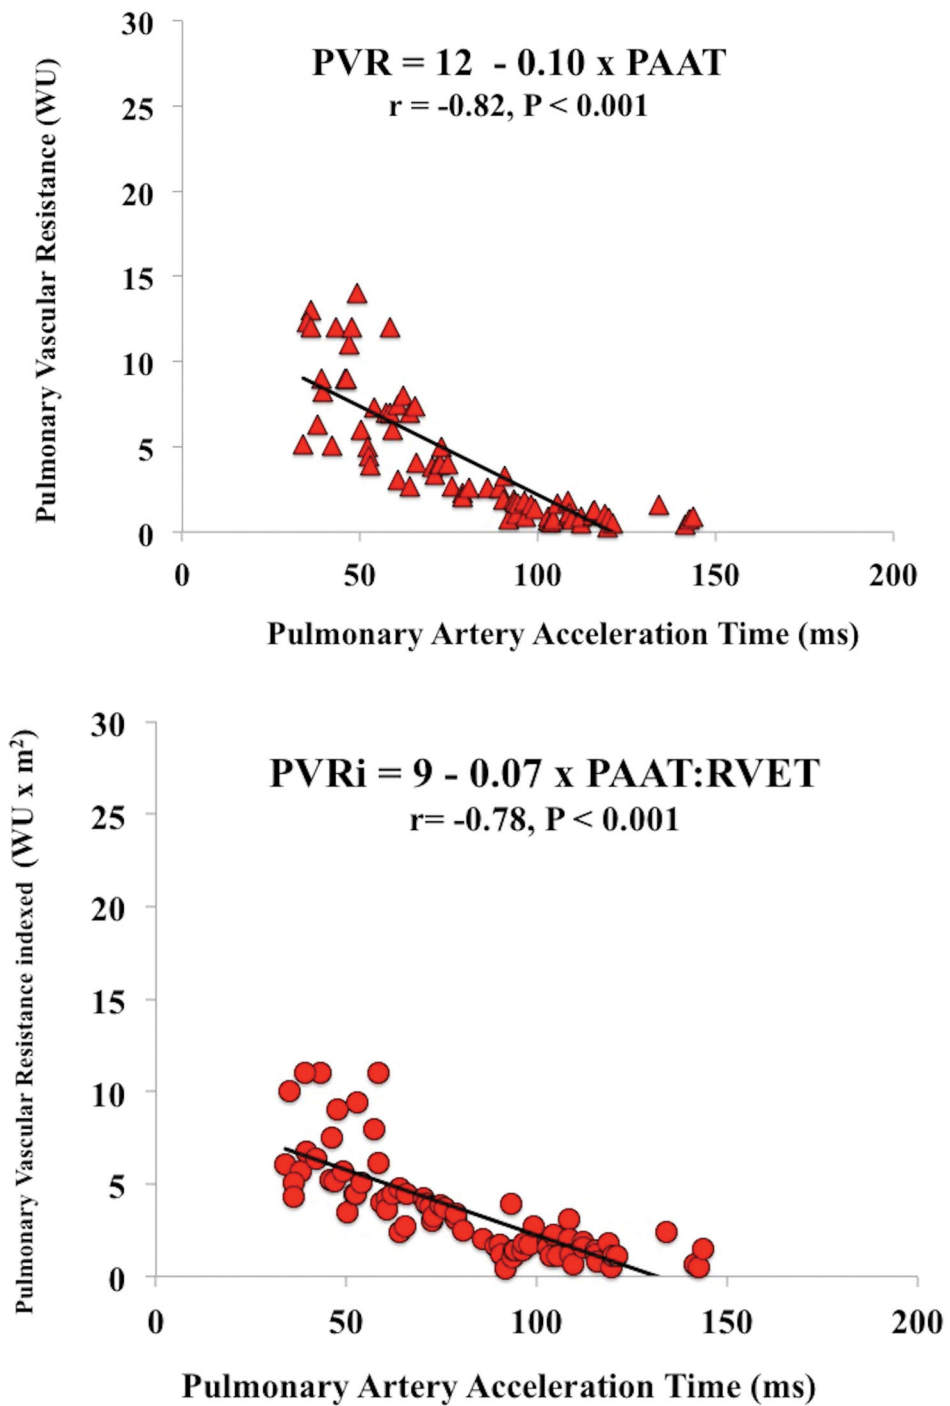 PVR = 12 - 0.10 x PAAT
r = -0.82, P < 0.001
Pulmonary Vascular Resistance (WU)
30
25
20
15
10
5
0
0 50 100 150 200
Pulmonary Artery Acceleration Time (ms)
PVRi = 9 - 0.07 x PAAT:RVET
r= -0.78, P < 0.001
Pulmonary Vascular Resistance indexed (WU x m²)
30
25
20
15
10
5
0
0 50 100 150 200
Pulmonary Artery Acceleration Time (ms)